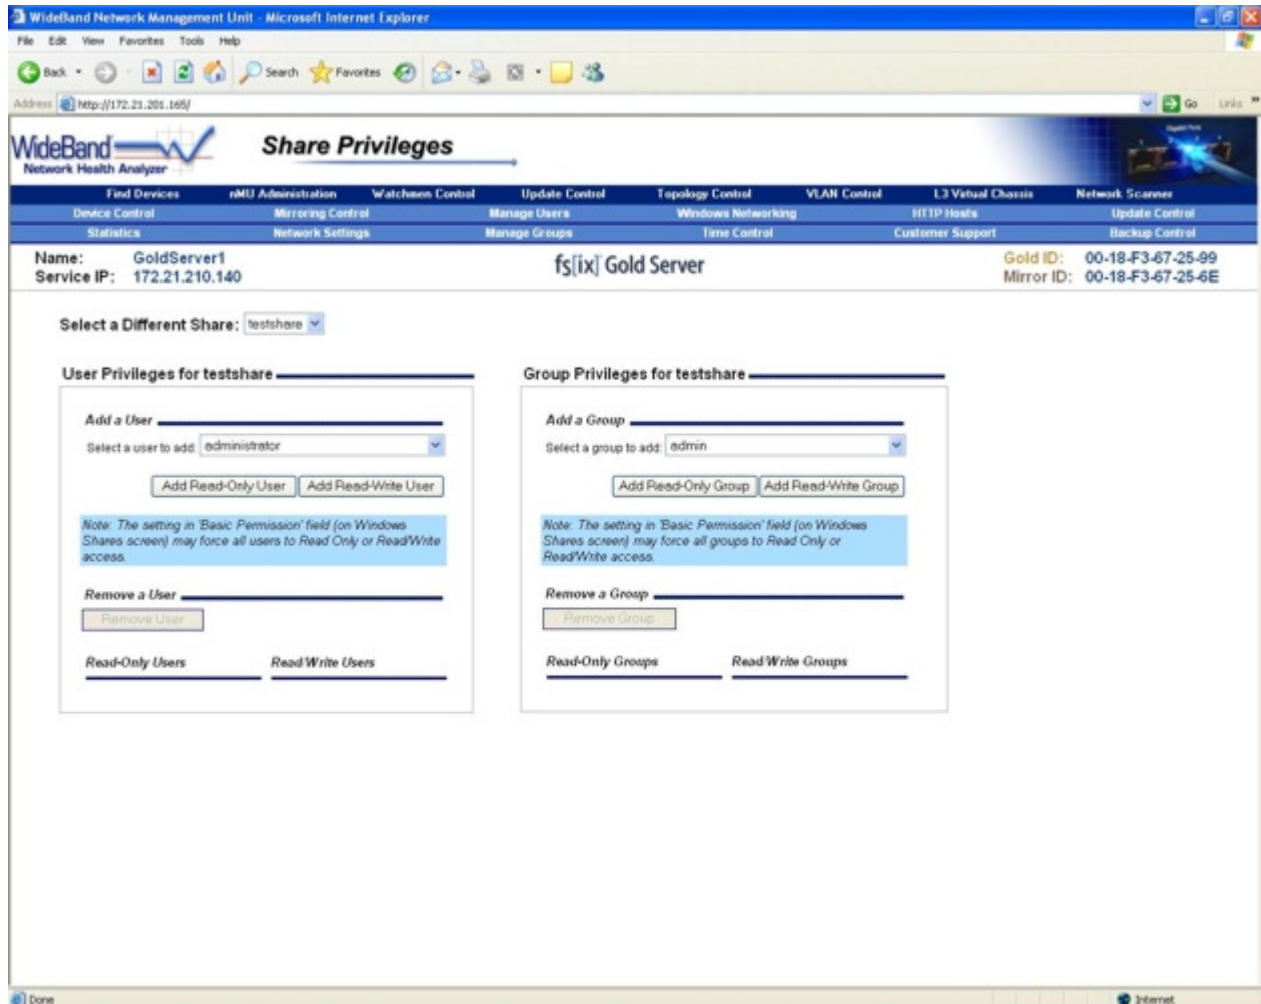 WideBand Network Management Unit - Microsoft Internet Explorer
File Edit View Favorites Tools Help
Back Search Favorites
Address http://172.21.201.165/ Go Links
WideBand Share Privileges
Network Health Analyzer
Find Devices nMU Administration Watchmen Control Update Control Topology Control VLAN Control L3 Virtual Chassis Network Scanner
Device Control Mirroring Control Manage Users Windows Networking HTTP Hosts Update Control
Statistics Network Settings Manage Groups Time Control Customer Support Backup Control
Name: GoldServer1 fs[ix] Gold Server Gold ID: 00-18-F3-67-25-99
Service IP: 172.21.210.140 Mirror ID: 00-18-F3-67-25-6E
Select a Different Share: testshare
User Privileges for testshare Group Privileges for testshare
Add a User Add a Group
Select a user to add: administrator Select a group to add: admin
Add Read-Only User Add Read-Write User Add Read-Only Group Add Read-Write Group
Note: The setting in 'Basic Permission' field (on Windows Note: The setting in 'Basic Permission' field (on Windows
Shares screen) may force all users to Read Only or Read/Write Shares screen) may force all groups to Read Only or
access. Read/Write access.
Remove a User Remove a Group
Remove User Remove Group
Read-Only Users Read/Write Users Read-Only Groups Read/Write Groups
Done Internet